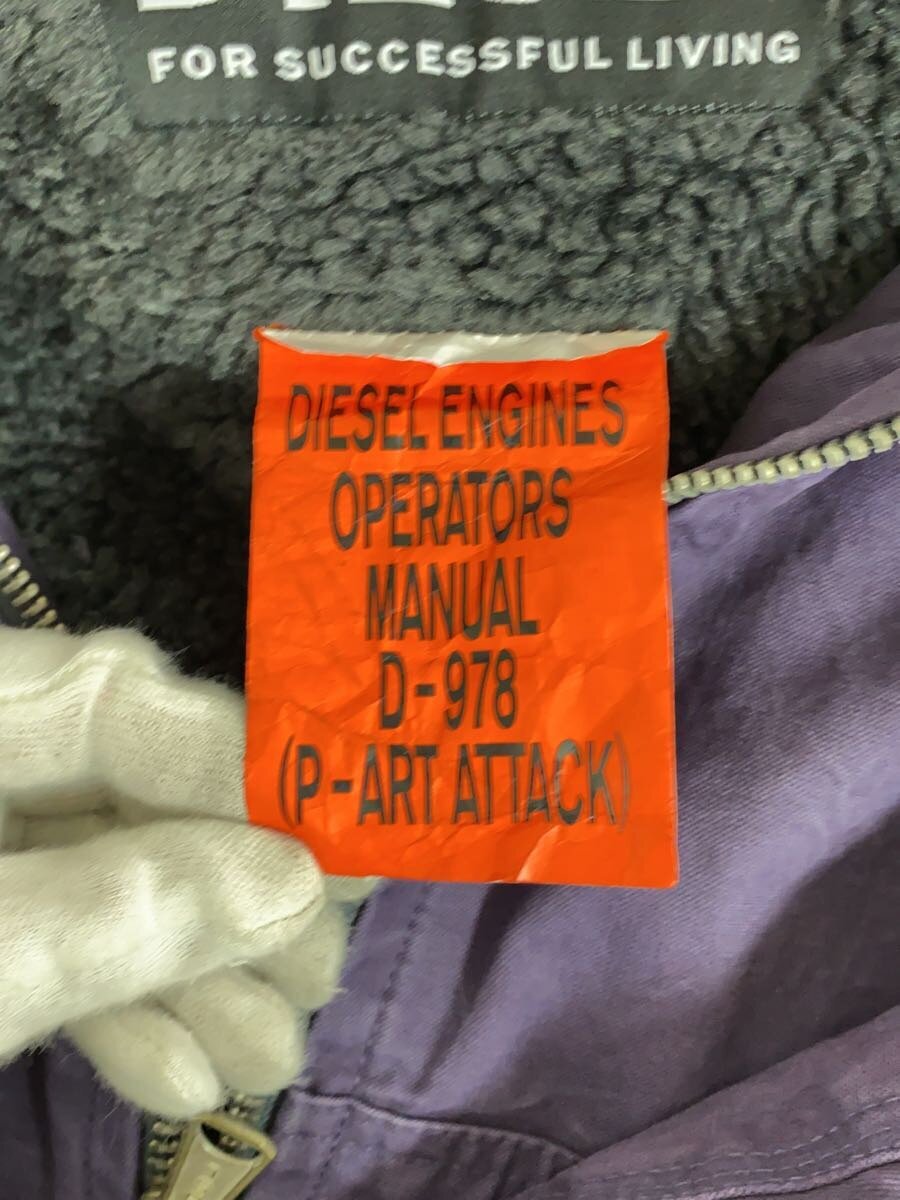 FOR SUCCESSFUL LIVING
DIESEL ENGINES
OPERATORS
MANUAL
D-978
(P-ART ATTACK)